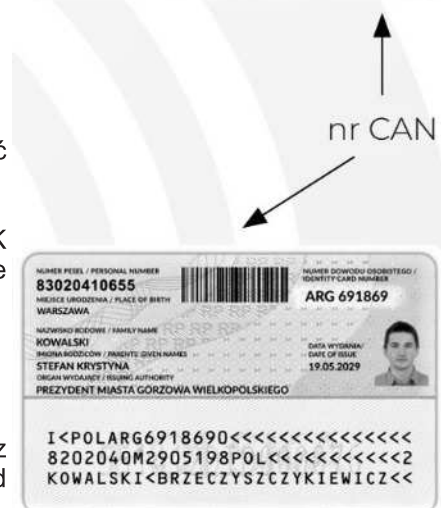 nr CAN
ć
K
e
NUMER PESEL / PERSONAL NUMBER
83020410655
NUMER DOWODU OSOBISTEGO /
IDENTITY CARD NUMBER
ARG 691869
MIEJSCE URODZENIA / PLACE OF BIRTH
WARSZAWA
NAZWISKO RODOWE / FAMILY NAME
KOWALSKI
IMIONA RODZICÓW / PARENTS' GIVEN NAMES
STEFAN KRYSTYNA
DATA WYDANIA/
DATE OF ISSUE
19.05.2029
ORGAN WYDAJĄCY / ISSUING AUTHORITY
PREZYDENT MIASTA GORZOWA WIELKOPOLSKIEGO
z
d
I<POLARG6918690<<<<<<<<<<<<<<<
8202040M2905198POL<<<<<<<<<<<2
KOWALSKI<BRZECZYSZCZYKIEWICZ<<